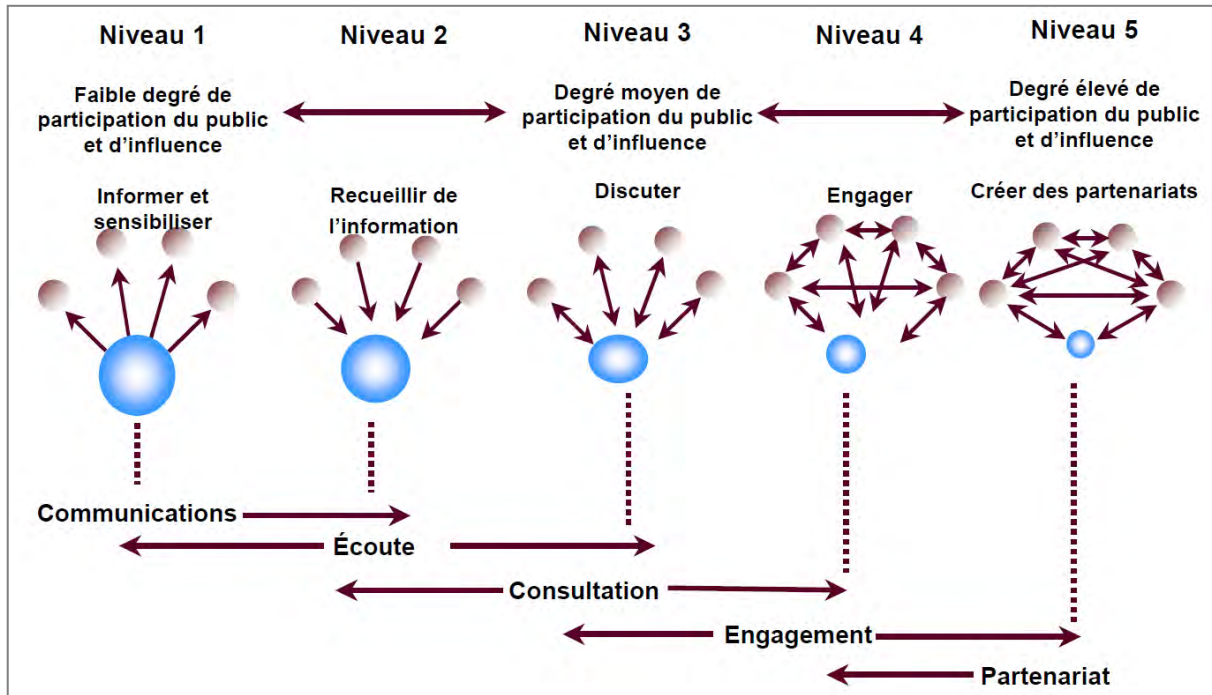 Niveau 1
Niveau 2
Niveau 3
Niveau 4
Niveau 5
Faible degré de
participation du public
et d’influence
Degré moyen de
participation du public
et d’influence
Degré élevé de
participation du public
et d’influence
Informer et
sensibiliser
Recueillir de
l’information
Discuter
Engager
Créer des partenariats
Communications
Écoute
Consultation
Engagement
Partenariat